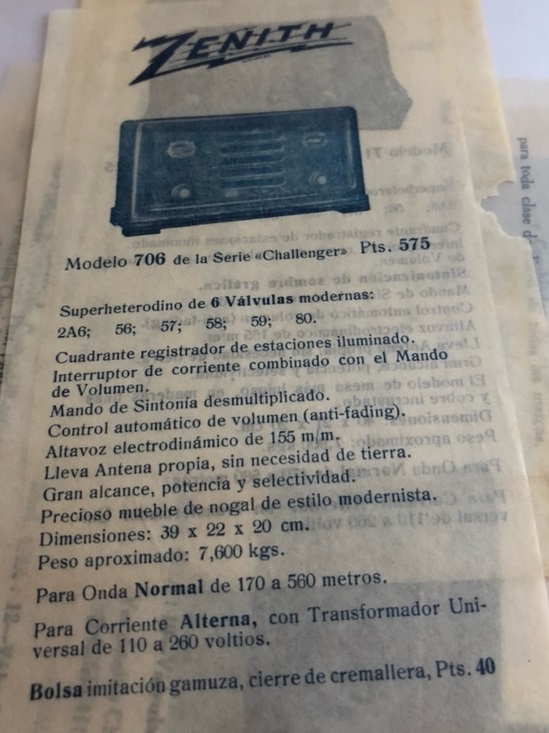 ZENITH
Modelo 706 de la Serie «Challenger» Pts. 575
Superheterodino de 6 Válvulas modernas:
2A6; 56; 57; 58; 59; 80.
Cuadrante registrador de estaciones iluminado.
Interruptor de corriente combinado con el Mando
de Volumen.
Mando de Sintonía desmultiplicado.
Control automático de volumen (anti-fading).
Altavoz electrodinámico de 155 m/m.
Lleva Antena propia, sin necesidad de tierra.
Gran alcance, potencia y selectividad.
Precioso mueble de nogal de estilo modernista.
Dimensiones: 39 x 22 x 20 cm.
Peso aproximado: 7,600 kgs.
Para Onda Normal de 170 a 560 metros.
Para Corriente Alterna, con Transformador Uni-
versal de 110 a 260 voltios.
Bolsa imitación gamuza, cierre de cremallera, Pts. 40
para toda clase